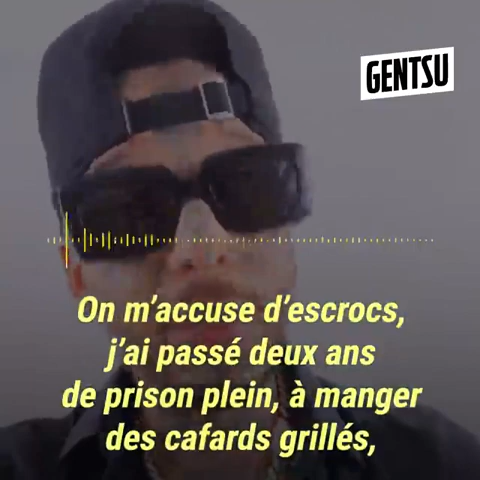 GENTSU
On m'accuse d'escrocs,
j'ai passé deux ans
de prison plein, à manger
des cafards grillés,